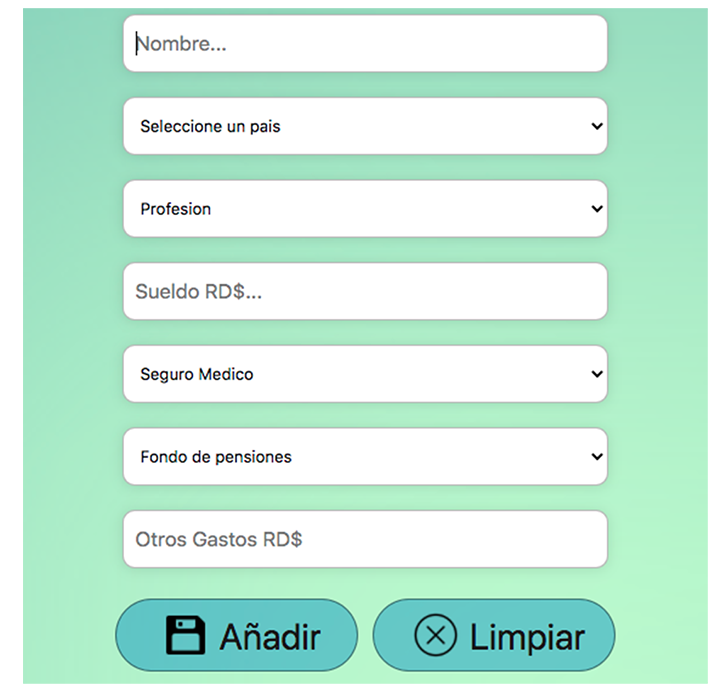 Nombre...
Seleccione un pais
Profesion
Sueldo RD$...
Seguro Medico
Fondo de pensiones
Otros Gastos RD$
Añadir Limpiar